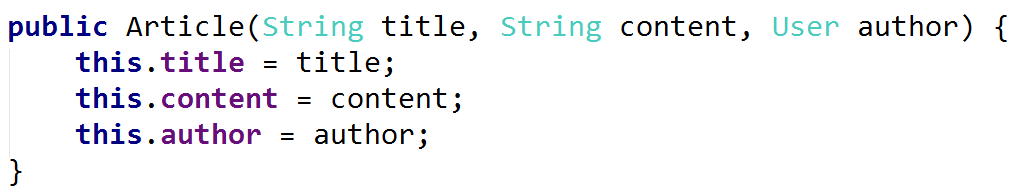 public Article(String title, String content, User author) {
    this.title = title;
    this.content = content;
    this.author = author;
}